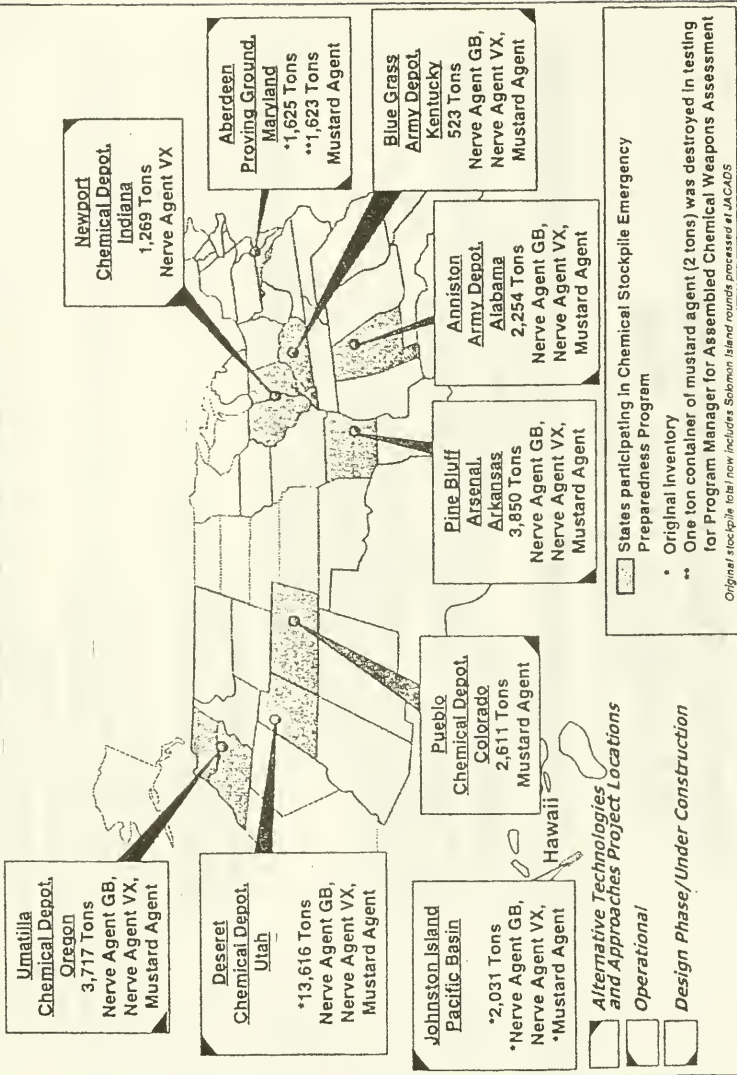 Umatilla
Chemical Depot,
Oregon
3,717 Tons
Nerve Agent GB,
Nerve Agent VX,
Mustard Agent
Deseret
Chemical Depot,
Utah
*13,616 Tons
Nerve Agent GB,
Nerve Agent VX,
Mustard Agent
Johnston Island
Pacific Basin
*2,031 Tons
*Nerve Agent GB,
Nerve Agent VX,
*Mustard Agent
Hawaii
Pueblo
Chemical Depot,
Colorado
2,611 Tons
Mustard Agent
Pine Bluff
Arsenal,
Arkansas
3,850 Tons
Nerve Agent GB,
Nerve Agent VX,
Mustard Agent
Newport
Chemical Depot,
Indiana
1,269 Tons
Nerve Agent VX
Aberdeen
Proving Ground,
Maryland
*1,625 Tons
**1,623 Tons
Mustard Agent
Blue Grass
Army Depot,
Kentucky
523 Tons
Nerve Agent GB,
Nerve Agent VX,
Mustard Agent
Anniston
Army Depot,
Alabama
2,254 Tons
Nerve Agent GB,
Nerve Agent VX,
Mustard Agent
Alternative Technologies
and Approaches Project Locations
Operational
Design Phase/Under Construction
States participating in Chemical Stockpile Emergency
Preparedness Program
* Original Inventory
** One ton container of mustard agent (2 tons) was destroyed in testing
for Program Manager for Assembled Chemical Weapons Assessment
Original stockpile total now includes Solomon Island rounds processed at JACADS